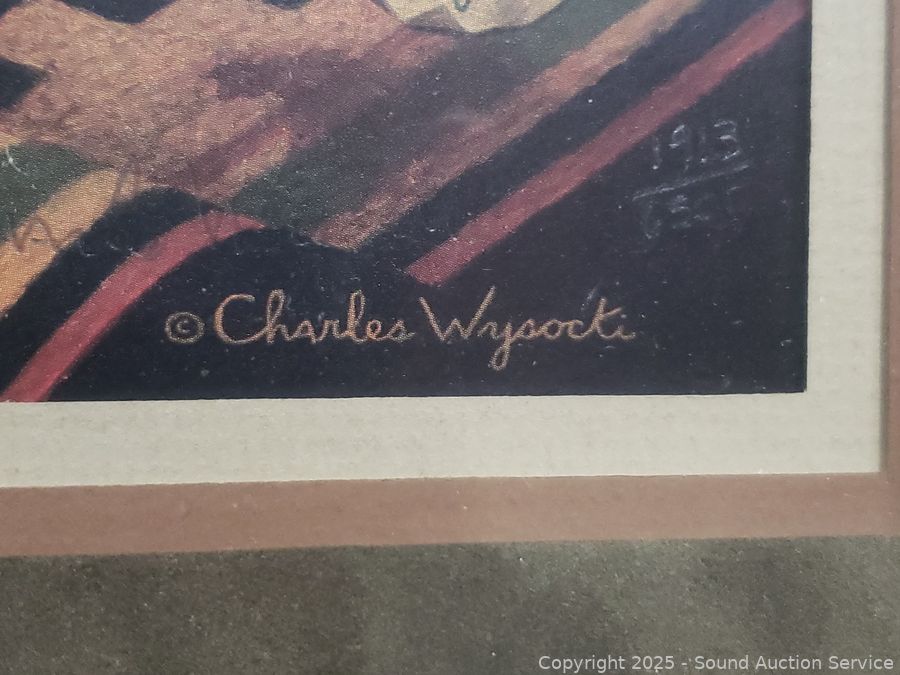 1913
© Charles Wysocki
Copyright 2025 - Sound Auction Service